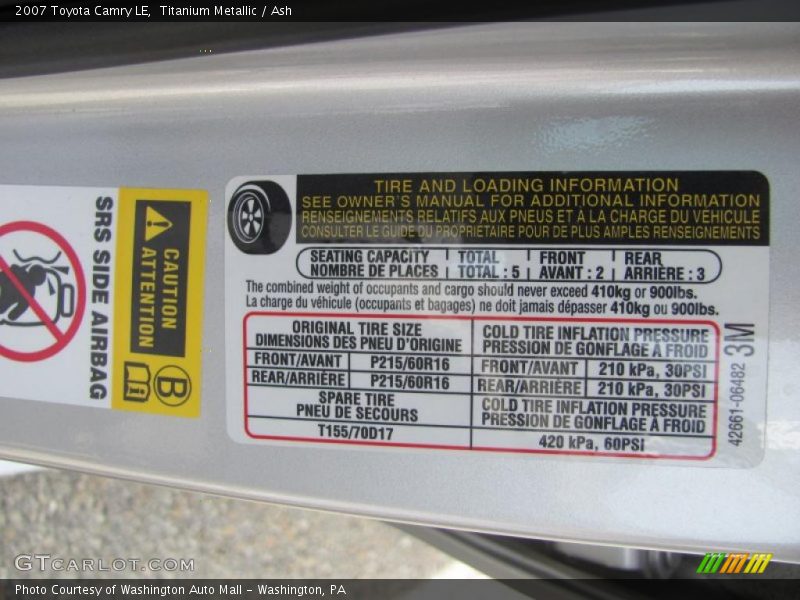 2007 Toyota Camry LE,  Titanium Metallic / Ash
TIRE AND LOADING INFORMATION
SEE OWNER'S MANUAL FOR ADDITIONAL INFORMATION
RENSEIGNEMENTS RELATIFS AUX PNEUS ET À LA CHARGE DU VÉHICULE
CONSULTER LE GUIDE DU PROPRIÉTAIRE POUR DE PLUS AMPLES RENSEIGNEMENTS
SEATING CAPACITY TOTAL FRONT REAR
NOMBRE DE PLACES TOTAL : 5 AVANT : 2 ARRIÈRE : 3
The combined weight of occupants and cargo should never exceed 410kg or 900lbs.
La charge du véhicule (occupants et bagages) ne doit jamais dépasser 410kg ou 900lbs.
ORIGINAL TIRE SIZE
DIMENSIONS DES PNEU D'ORIGINE
COLD TIRE INFLATION PRESSURE
PRESSION DE GONFLAGE À FROID
FRONT/AVANT P215/60R16 FRONT/AVANT 210 kPa, 30PSI
REAR/ARRIÈRE P215/60R16 REAR/ARRIÈRE 210 kPa, 30PSI
SPARE TIRE
PNEU DE SECOURS
COLD TIRE INFLATION PRESSURE
PRESSION DE GONFLAGE À FROID
T155/70D17 420 kPa, 60PSI
42661-06482 3M
CAUTION
ATTENTION
B
SRS SIDE AIRBAG
GTCARLOT.COM
Photo Courtesy of Washington Auto Mall - Washington, PA